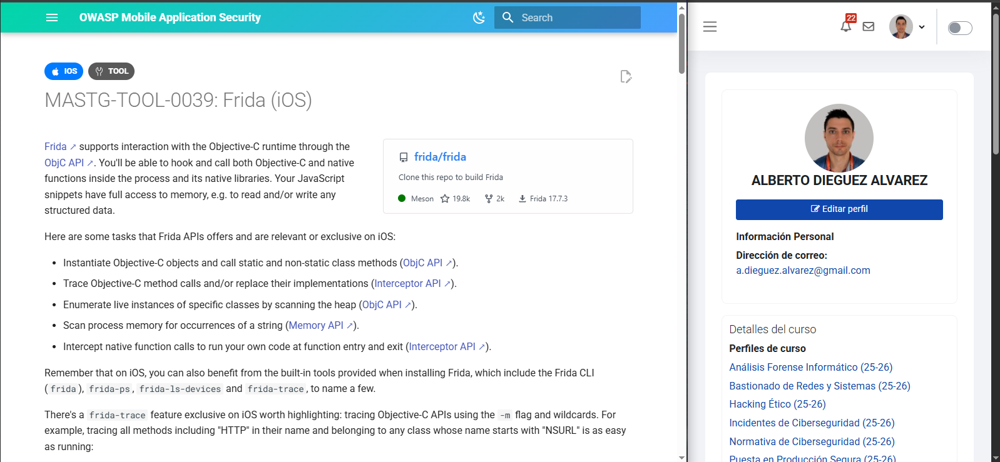 OWASP Mobile Application Security
Search
IOS
TOOL
MASTG-TOOL-0039: Frida (iOS)
Frida ↗ supports interaction with the Objective-C runtime through the
ObjC API ↗. You'll be able to hook and call both Objective-C and native
functions inside the process and its native libraries. Your JavaScript
snippets have full access to memory, e.g. to read and/or write any
structured data.
frida/frida
Clone this repo to build Frida
Meson 19.8k 2k Frida 17.7.3
Here are some tasks that Frida APIs offers and are relevant or exclusive on iOS:
• Instantiate Objective-C objects and call static and non-static class methods (ObjC API ↗).
• Trace Objective-C method calls and/or replace their implementations (Interceptor API ↗).
• Enumerate live instances of specific classes by scanning the heap (ObjC API ↗).
• Scan process memory for occurrences of a string (Memory API ↗).
• Intercept native function calls to run your own code at function entry and exit (Interceptor API ↗).
Remember that on iOS, you can also benefit from the built-in tools provided when installing Frida, which include the Frida CLI
(frida), frida-ps, frida-ls-devices and frida-trace, to name a few.
There's a frida-trace feature exclusive on iOS worth highlighting: tracing Objective-C APIs using the -m flag and wildcards. For
example, tracing all methods including "HTTP" in their name and belonging to any class whose name starts with "NSURL" is as easy
as running:
22
ALBERTO DIEGUEZ ALVAREZ
Editar perfil
Información Personal
Dirección de correo:
a.dieguez.alvarez@gmail.com
Detalles del curso
Perfiles de curso
Análisis Forense Informático (25-26)
Bastionado de Redes y Sistemas (25-26)
Hacking Ético (25-26)
Incidentes de Ciberseguridad (25-26)
Normativa de Ciberseguridad (25-26)
Puesta en Producción Segura (25-26)